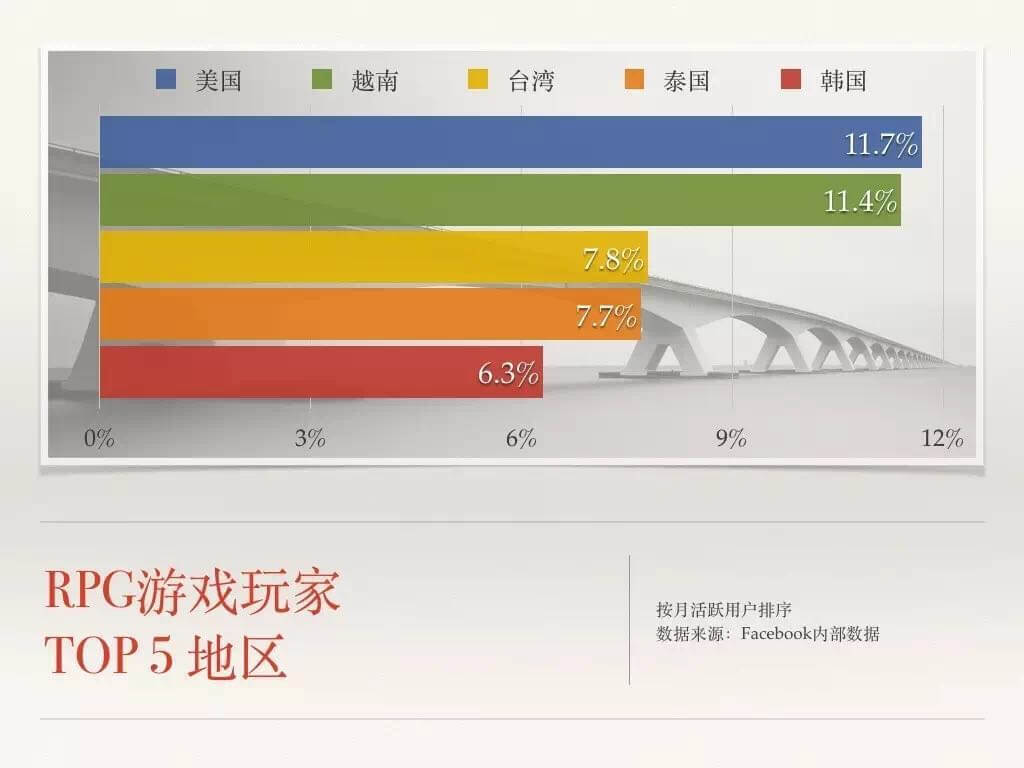 美国 越南 台湾 泰国 韩国
11.7%
11.4%
7.8%
7.7%
6.3%
0% 3% 6% 9% 12%
RPG游戏玩家
TOP 5 地区
按月活跃用户排序
数据来源：Facebook内部数据